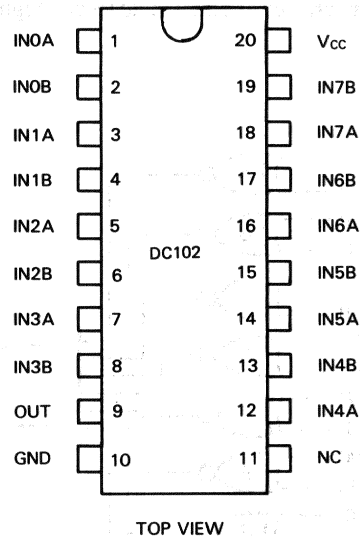 IN0A 1 20 Vcc
IN0B 2 19 IN7B
IN1A 3 18 IN7A
IN1B 4 17 IN6B
IN2A 5 16 IN6A
DC102
IN2B 6 15 IN5B
IN3A 7 14 IN5A
IN3B 8 13 IN4B
OUT 9 12 IN4A
GND 10 11 NC
TOP VIEW